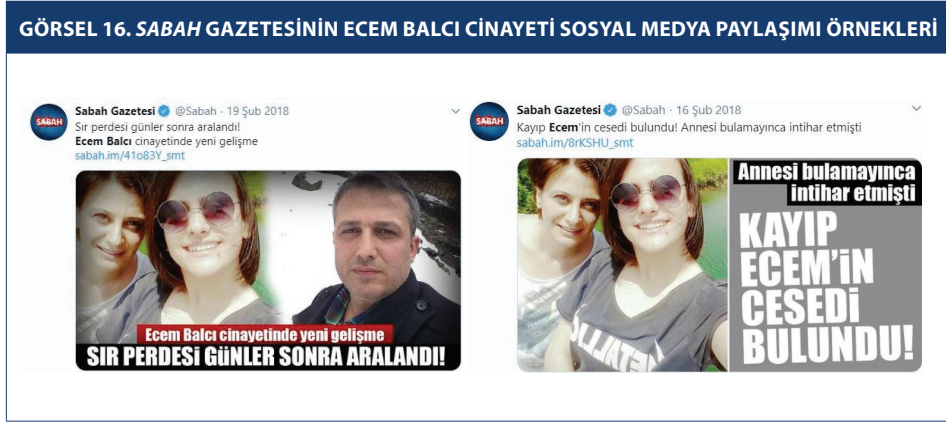 GÖRSEL 16. SABAH GAZETESİNİN ECEM BALCI CİNAYETİ SOSYAL MEDYA PAYLAŞIMI ÖRNEKLERİ
SABAH
Sabah Gazetesi @Sabah · 19 Şub 2018
Sır perdesi günler sonra aralandı!
Ecem Balcı cinayetinde yeni gelişme
sabah.im/41o83Y_smt
Ecem Balcı cinayetinde yeni gelişme
SIR PERDESİ GÜNLER SONRA ARALANDI!
SABAH
Sabah Gazetesi @Sabah · 16 Şub 2018
Kayıp Ecem'in cesedi bulundu! Annesi bulamayınca intihar etmişti
sabah.im/8rKSHU_smt
Annesi bulamayınca
intihar etmişti
KAYIP
ECEM'İN
CESEDİ
BULUNDU!